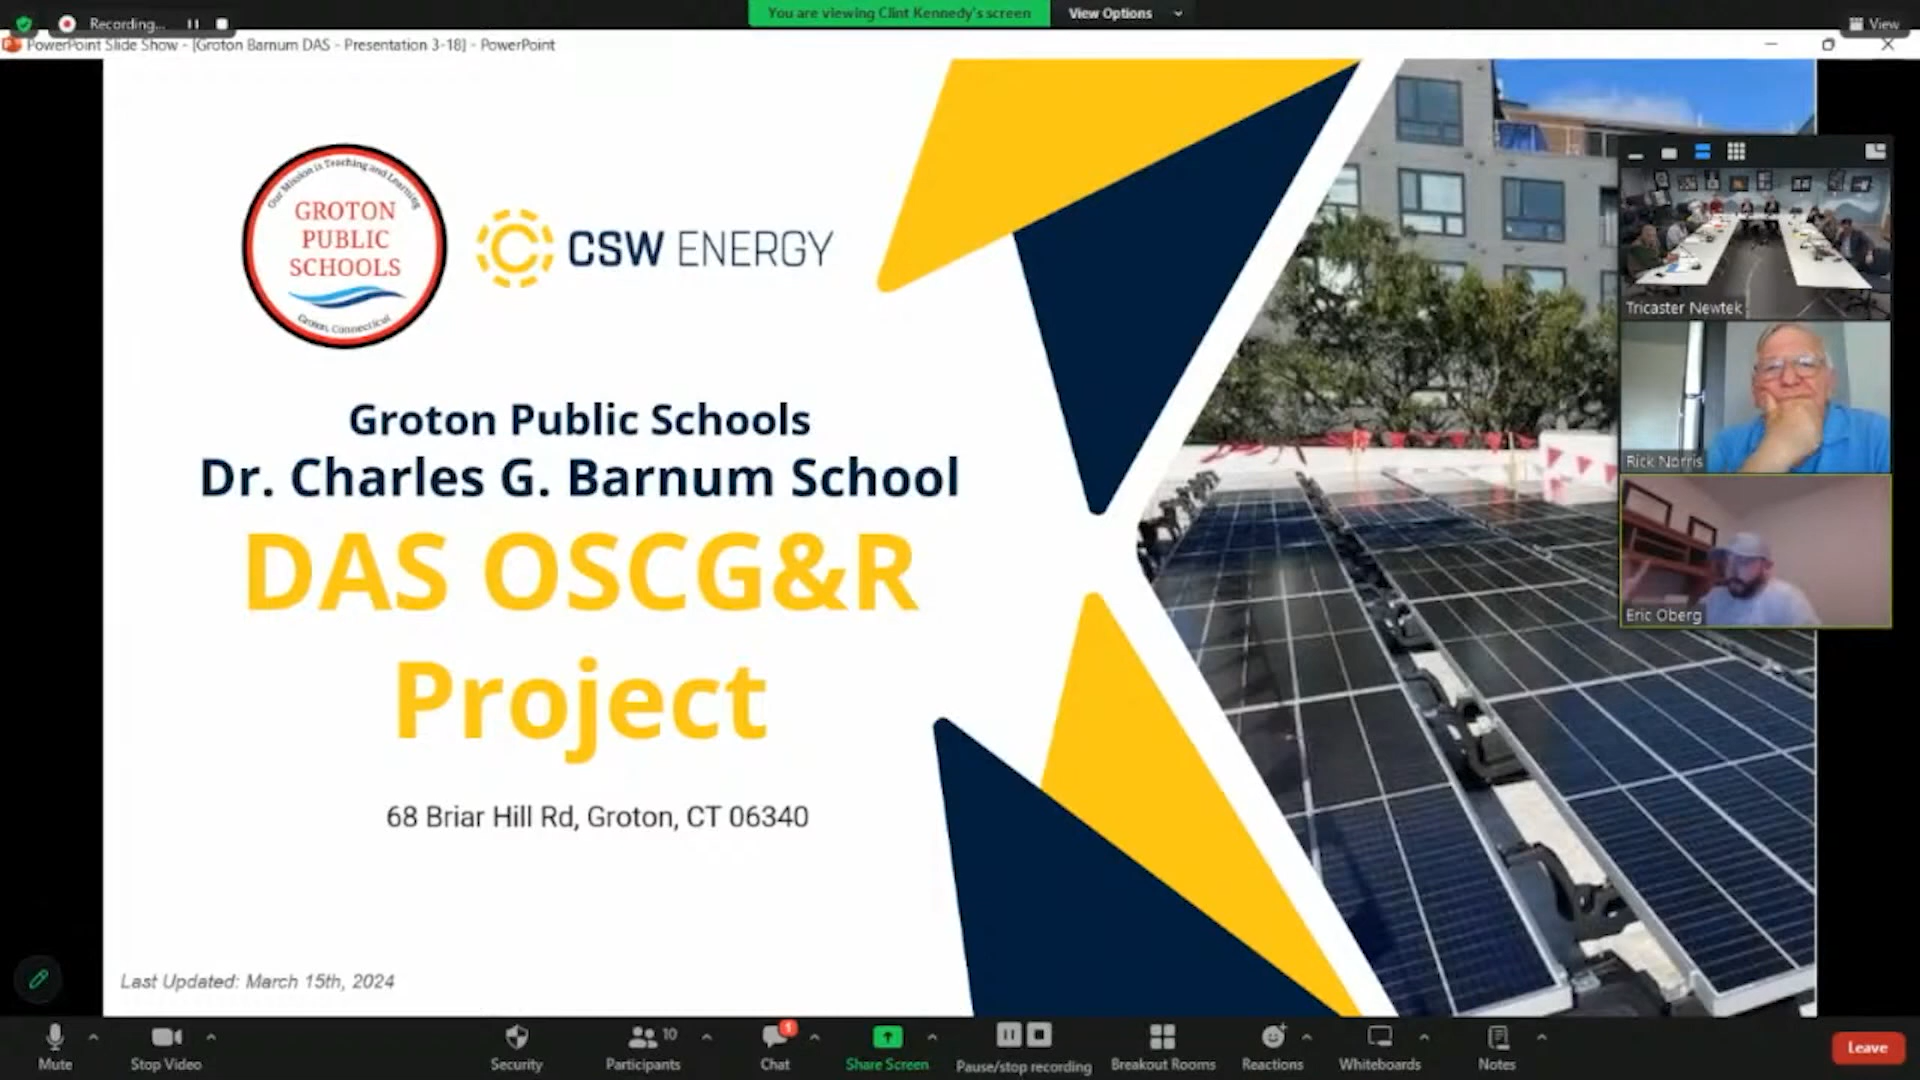 Recording...
You are viewing Clint Kennedy's screen
View Options
View
PowerPoint Slide Show - [Groton Barnum DAS - Presentation 3-18] - PowerPoint
Our Mission is Teaching and Learning
GROTON
PUBLIC
SCHOOLS
Groton, Connecticut
CSW ENERGY
Groton Public Schools
Dr. Charles G. Barnum School
DAS OSCG&R
Project
68 Briar Hill Rd, Groton, CT 06340
Last Updated: March 15th, 2024
Tricaster Newtek
Rick Norris
Eric Oberg
Mute
Stop Video
Security
Participants
10
Chat
1
Share Screen
Pause/stop recording
Breakout Rooms
Reactions
Whiteboards
Notes
Leave